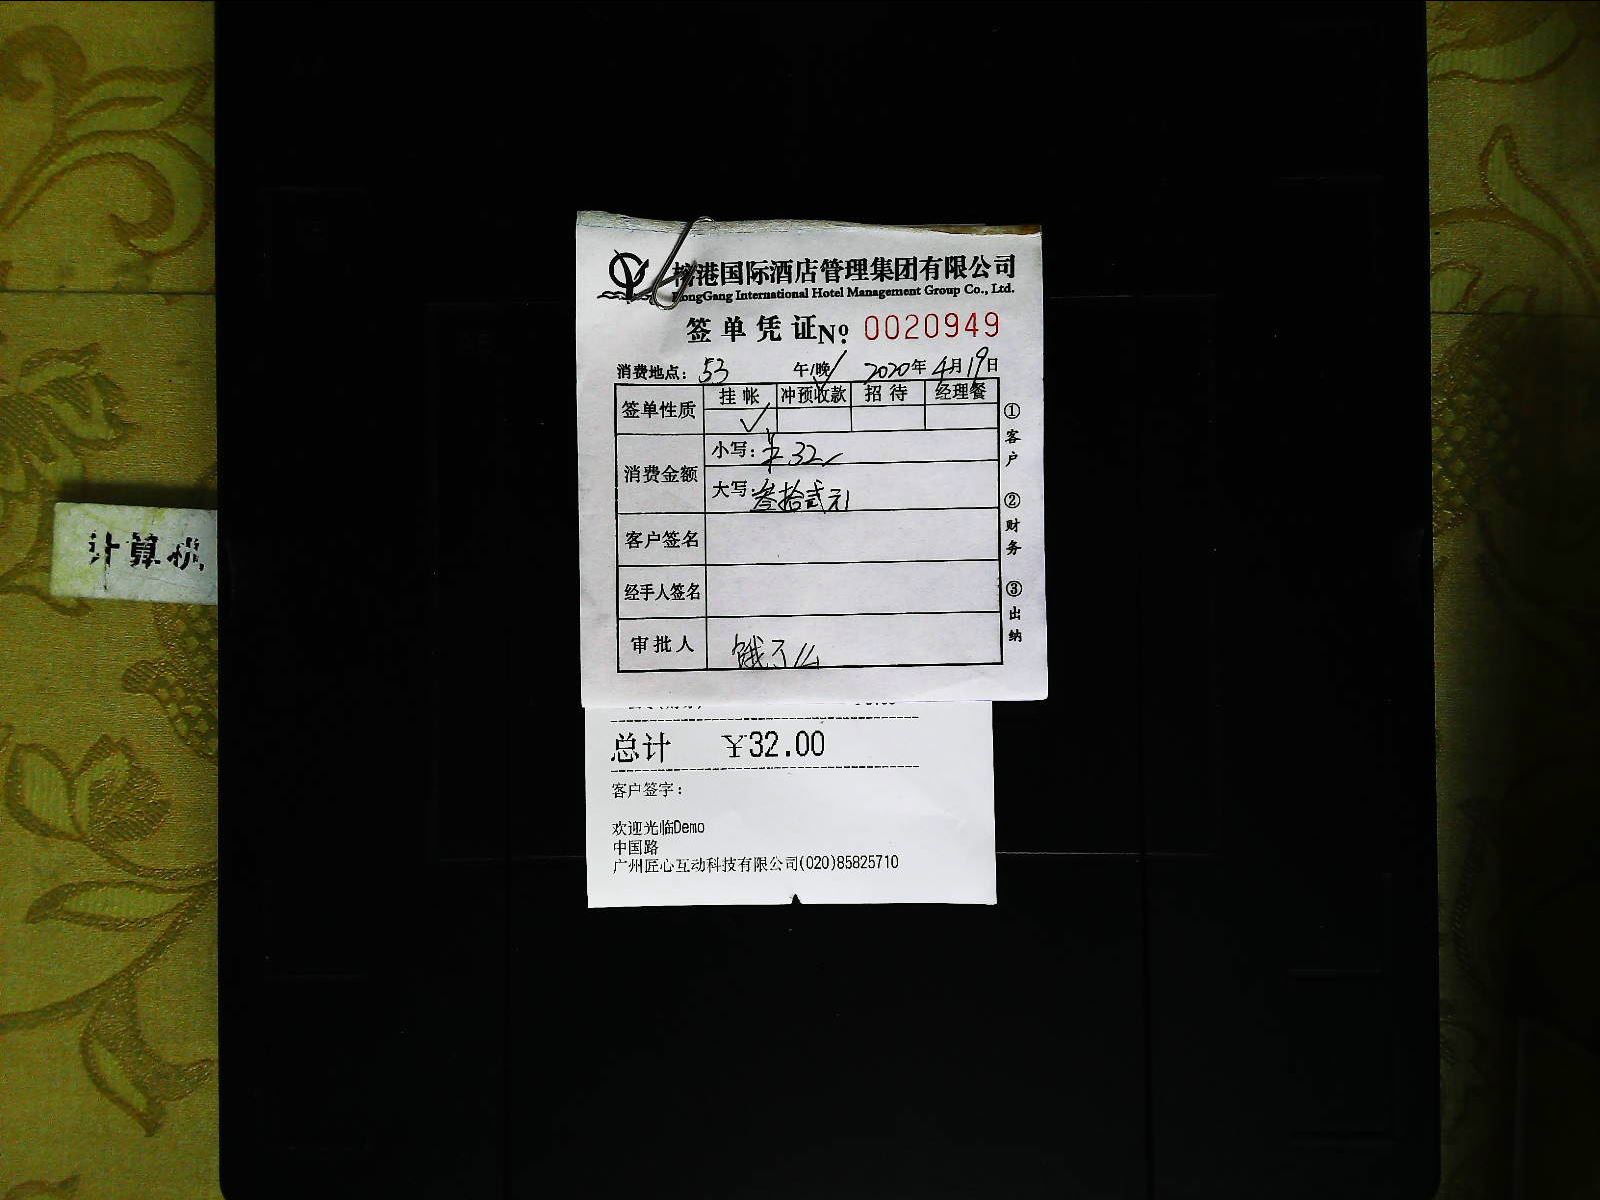 港国际酒店管理集团有限公司
International Hotel Management Group Co., Ltd.
签单凭证 No: 0020949
消费地点: 53 午/晚√ 2020年4月19日
签单性质 挂帐 冲预收款 招待 经理餐
√
消费金额 小写: ¥32
大写: 叁拾贰元
客户签名
经手人签名
审批人 饿了么
①客户 ②财务 ③出纳
总计 ¥32.00
客户签字:
欢迎光临Demo
中国路
广州匠心互动科技有限公司(020)85825710
计算机